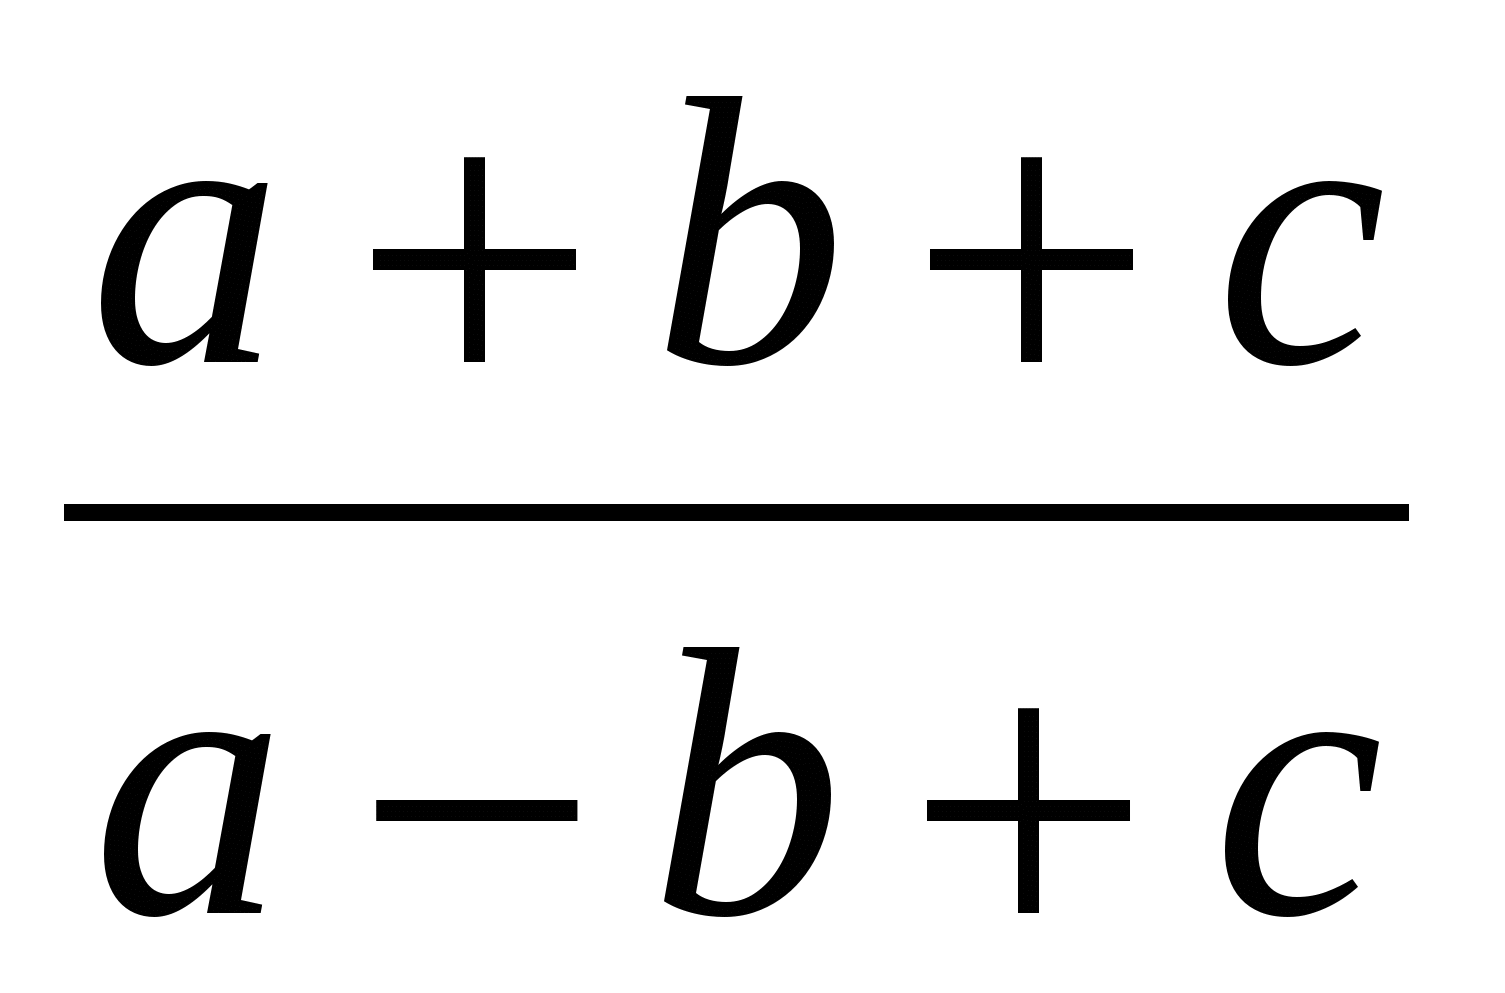 a + b + c
a − b + c